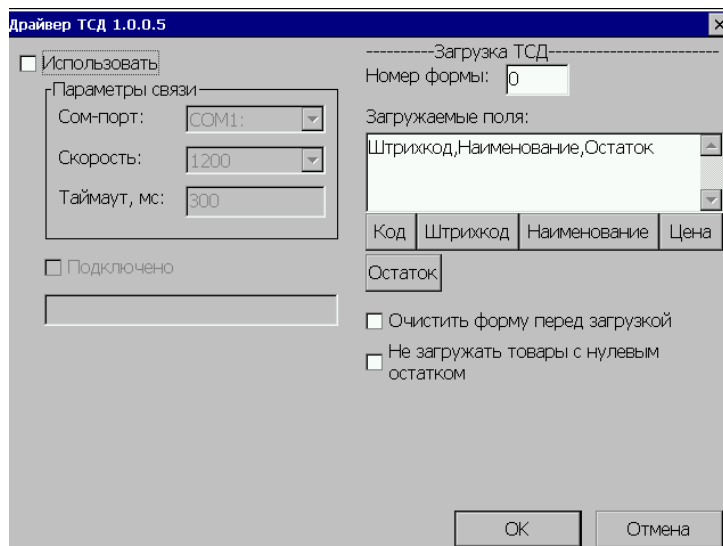 Драйвер ТСД 1.0.0.5
Использовать
Параметры связи
Сом-порт: COM1:
Скорость: 1200
Таймаут, мс: 300
Подключено
----------Загрузка ТСД-------------------------
Номер формы: 0
Загружаемые поля:
Штрихкод,Наименование,Остаток
Код Штрихкод Наименование Цена
Остаток
Очистить форму перед загрузкой
Не загружать товары с нулевым
остатком
OK Отмена